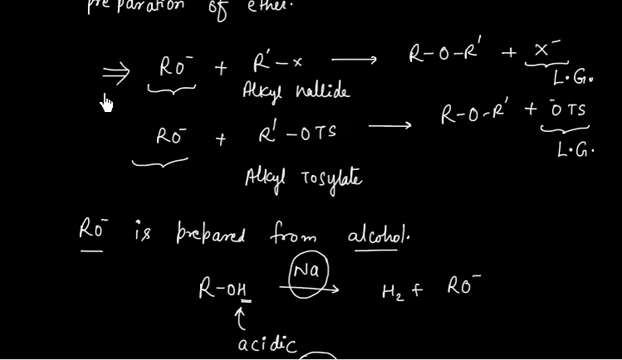 preparation of ether.
⇒ RO⁻ + R'-x → R-O-R' + x⁻
L.G.
Alkyl halide
RO⁻ + R'-OTS → R-O-R' + ⁻OTS
L.G.
Alkyl Tosylate
RO⁻ is prepared from alcohol.
R-OH Na → H₂ + RO⁻
acidic